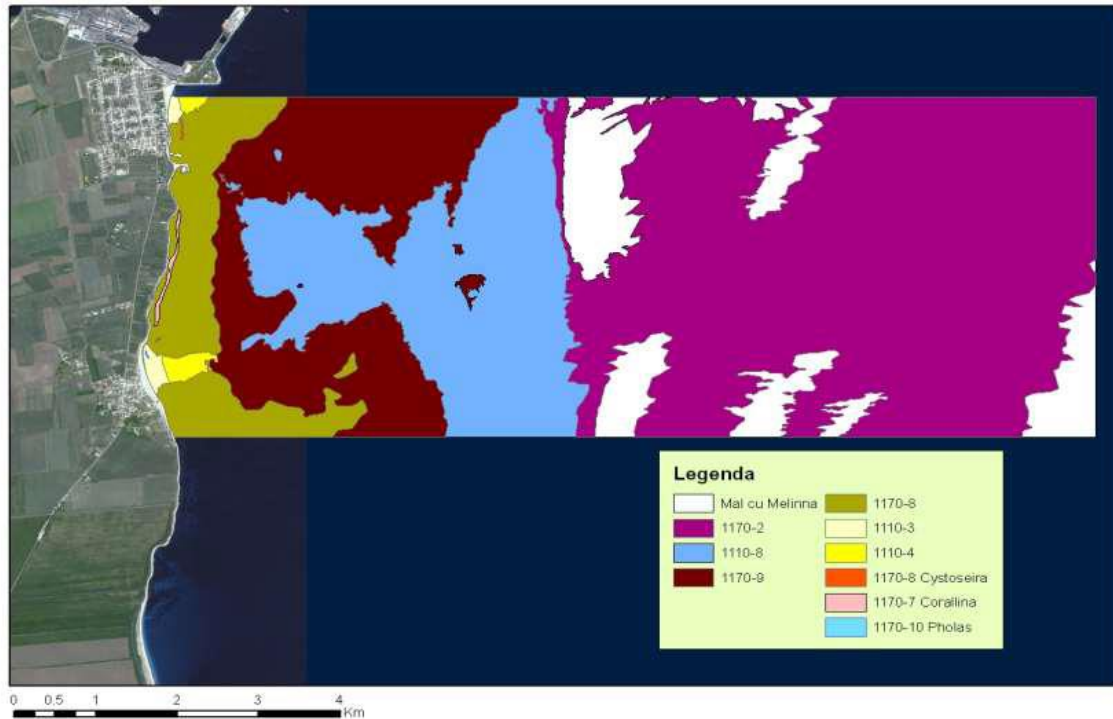 Legenda
Mal cu Melinna
1170-2
1110-8
1170-9
1170-8
1110-3
1110-4
1170-8 Cystoseira
1170-7 Corallina
1170-10 Pholas
0 0.5 1 2 3 4
Km